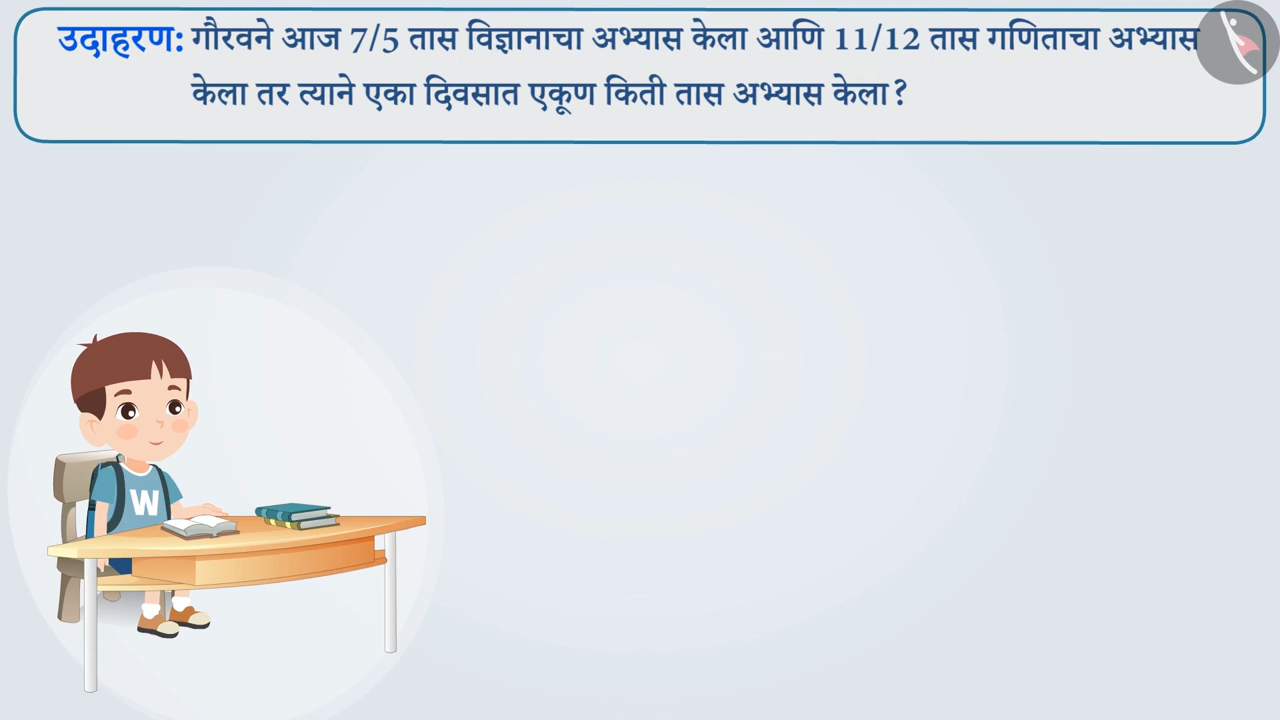 उदाहरण: गौरवने आज 7/5 तास विज्ञानाचा अभ्यास केला आणि 11/12 तास गणिताचा अभ्यास
केला तर त्याने एका दिवसात एकूण किती तास अभ्यास केला?
W